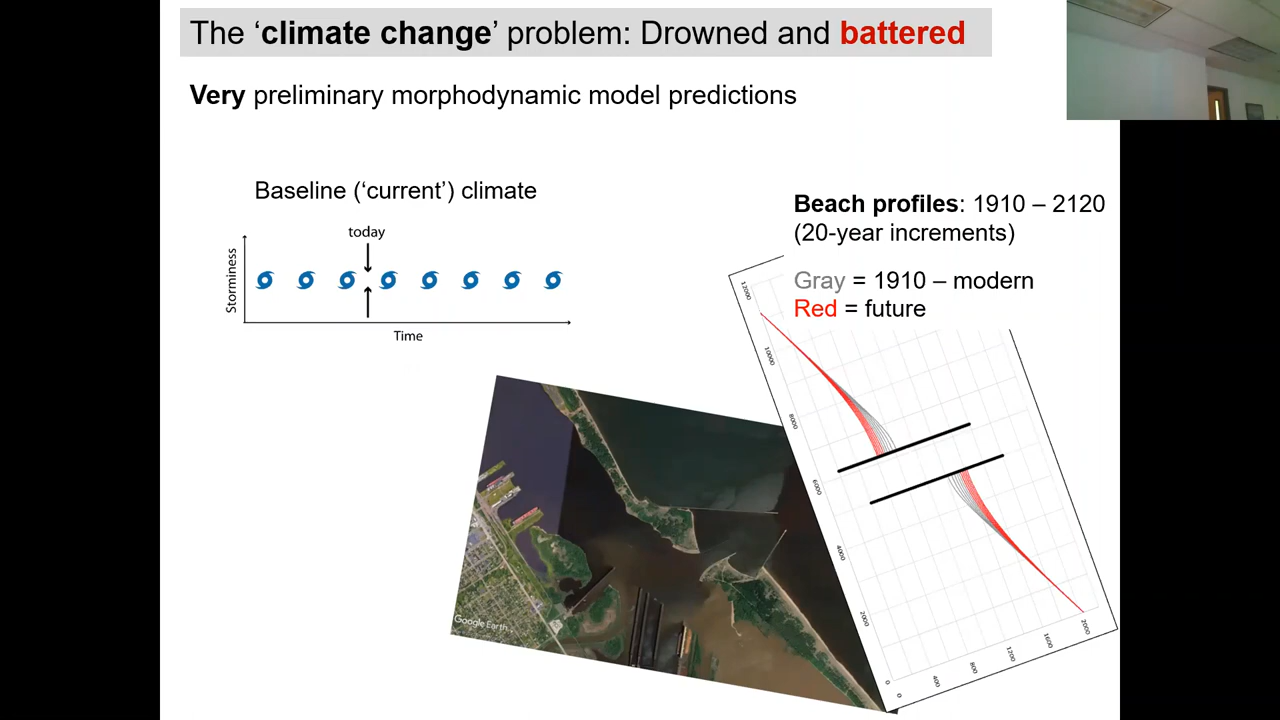 The ‘climate change’ problem: Drowned and battered
Very preliminary morphodynamic model predictions
Baseline (‘current’) climate
today
Storminess
Time
Beach profiles: 1910 – 2120
(20-year increments)
Gray = 1910 – modern
Red = future
12000
10000
8000
6000
4000
2000
0
0
400
800
1200
1600
2000
Google Earth